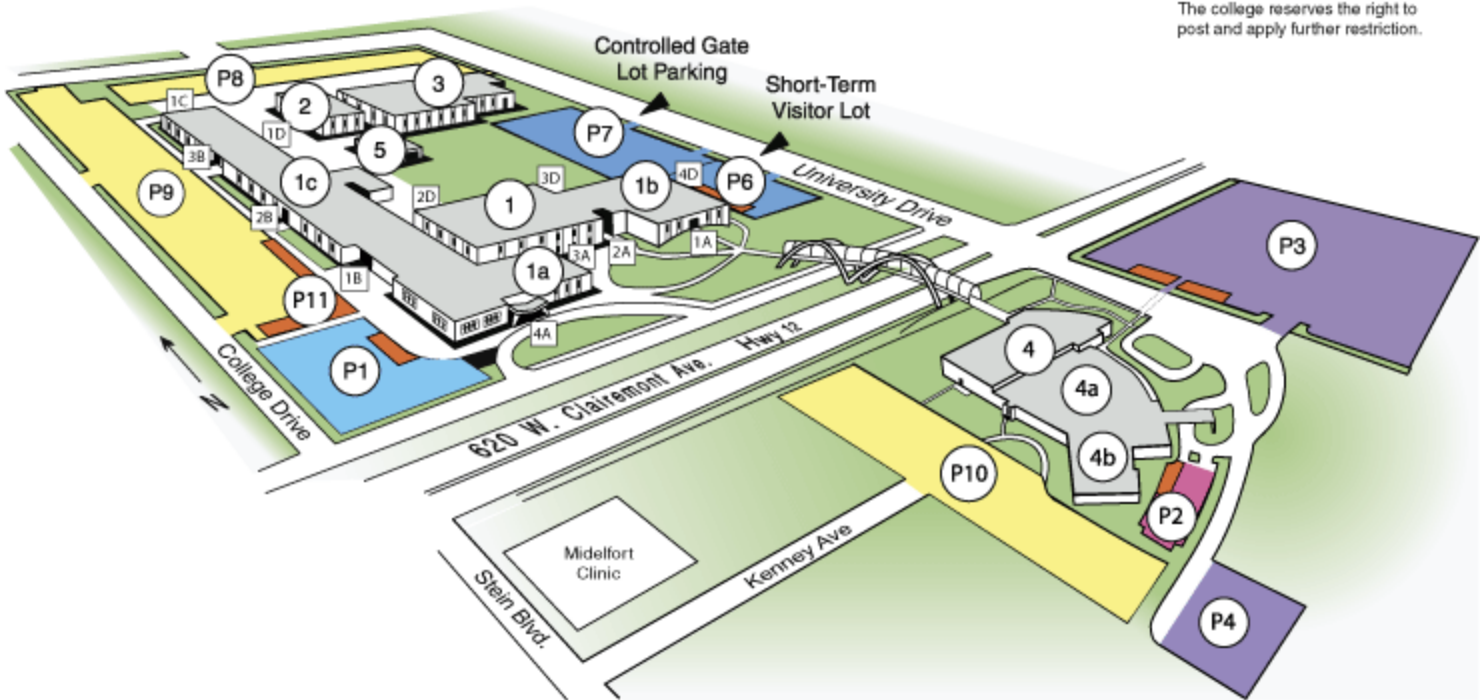 The college reserves the right to
post and apply further restriction.
Controlled Gate
Lot Parking
Short-Term
Visitor Lot
P8
3
2
1C
1D
5
P7
3B
1c
P9
2D
3D
1b
4D
P6
University Drive
1
2B
1A
3A
2A
1a
1B
P11
4A
P3
P1
College Drive
N
620 W. Clairemont Ave. Hwy 12
4
4a
4b
P10
P2
Midelfort
Clinic
Kenney Ave
Stein Blvd.
P4